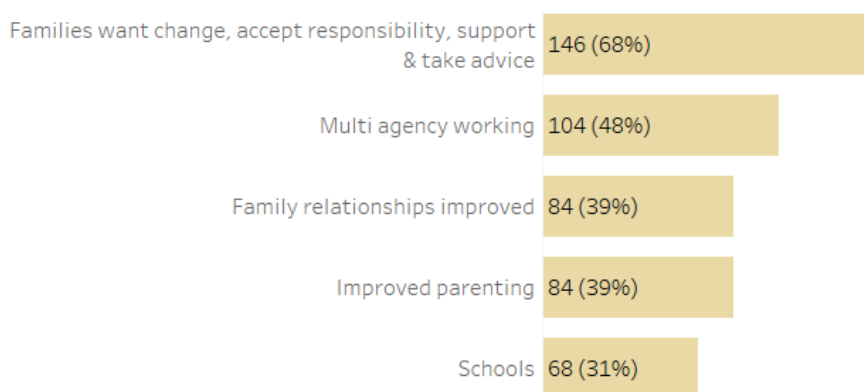 Families want change, accept responsibility, support
& take advice
146 (68%)
Multi agency working
104 (48%)
Family relationships improved
84 (39%)
Improved parenting
84 (39%)
Schools
68 (31%)